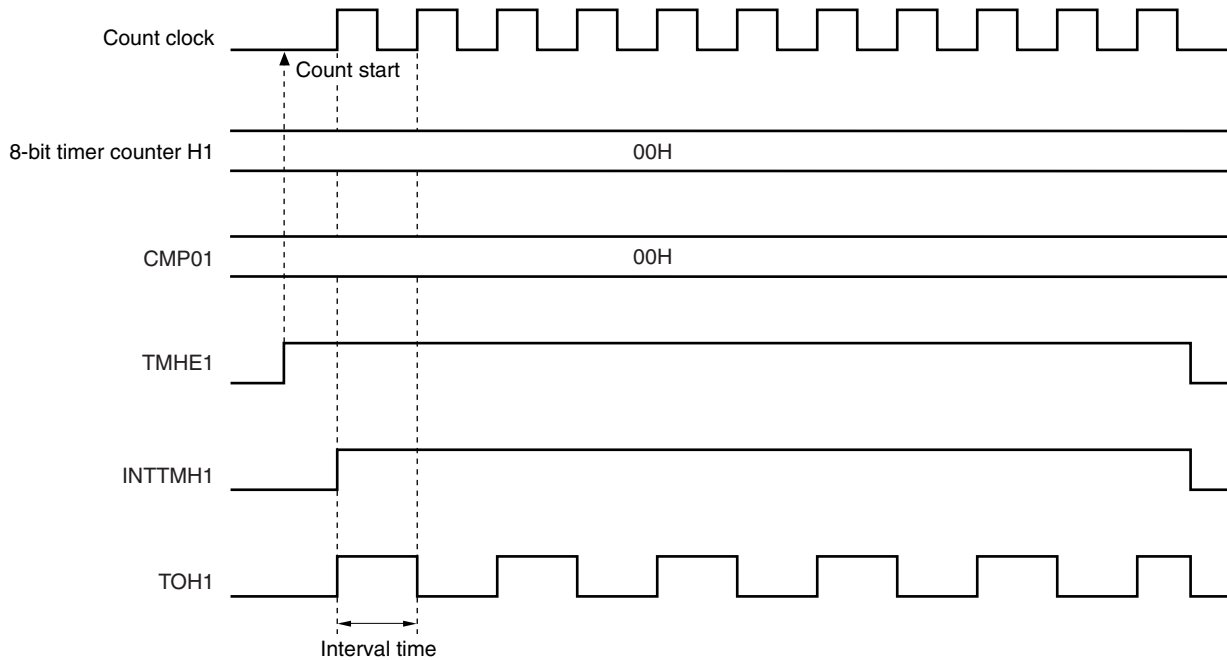 Count clock
Count start
8-bit timer counter H1
00H
CMP01
00H
TMHE1
INTTMH1
TOH1
Interval time